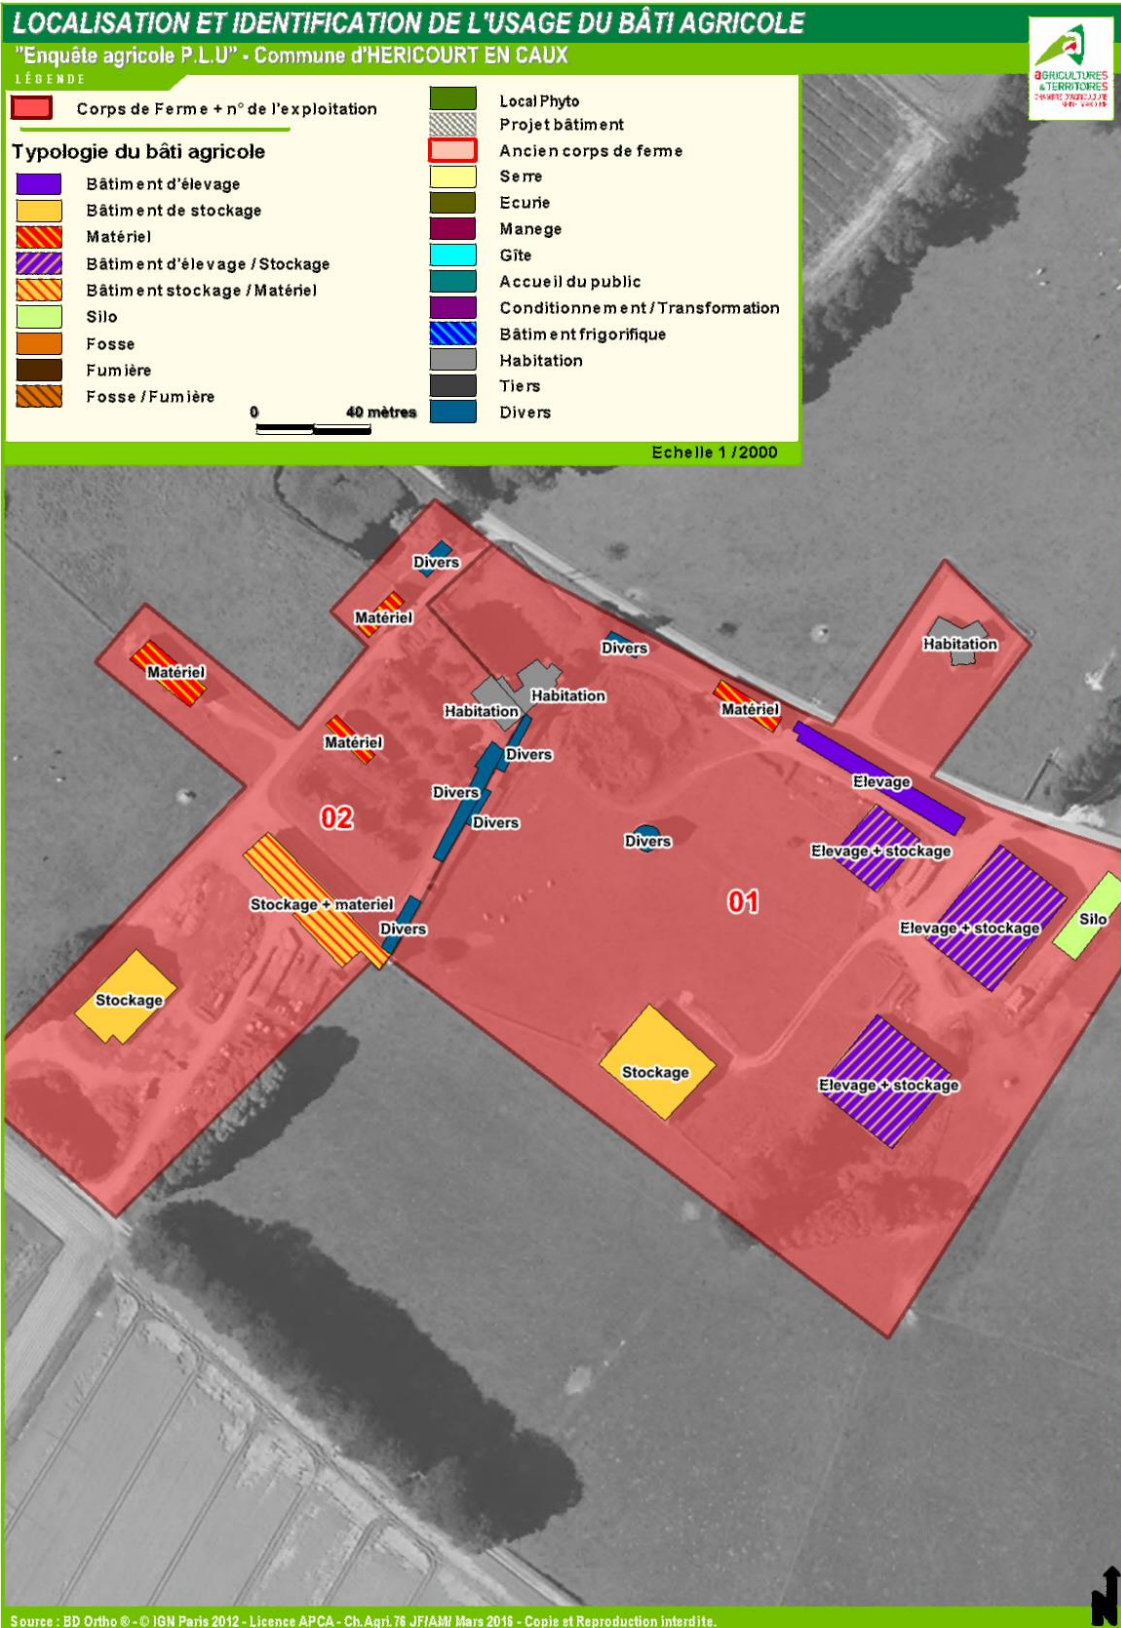 LOCALISATION ET IDENTIFICATION DE L'USAGE DU BÂTI AGRICOLE
"Enquête agricole P.L.U" - Commune d'HERICOURT EN CAUX
LÉGENDE
AGRICULTURES
& TERRITOIRES
CHAMBRE D'AGRICULTURE
SEINE-MARITIME
Corps de Ferme + n° de l'exploitation
Typologie du bâti agricole
Bâtiment d'élevage
Bâtiment de stockage
Matériel
Bâtiment d'élevage / Stockage
Bâtiment stockage / Matériel
Silo
Fosse
Fumière
Fosse / Fumière
Local Phyto
Projet bâtiment
Ancien corps de ferme
Serre
Ecurie
Manege
Gîte
Accueil du public
Conditionnement / Transformation
Bâtiment frigorifique
Habitation
Tiers
Divers
0 40 mètres
Echelle 1 / 2000
Divers
Matériel
Divers
Habitation
Matériel
Habitation
Habitation
Matériel
Matériel
Divers
Elevage
Divers
02
Divers
Divers
Elevage + stockage
01
Stockage + materiel
Silo
Divers
Elevage + stockage
Stockage
Stockage
Elevage + stockage
N
Source : BD Ortho ® - © IGN Paris 2012 - Licence APCA - Ch.Agri.76 JF/AM/ Mars 2016 - Copie et Reproduction interdite.